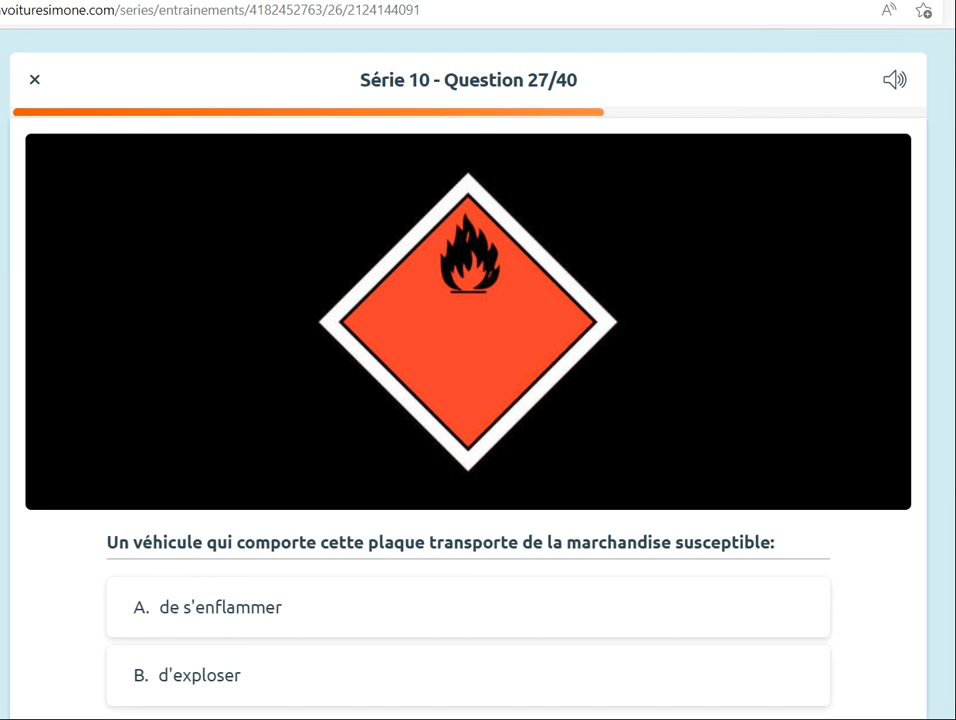 voituresimone.com/series/entrainements/4182452763/26/2124144091
Série 10 - Question 27/40
Un véhicule qui comporte cette plaque transporte de la marchandise susceptible:
A. de s'enflammer
B. d'exploser